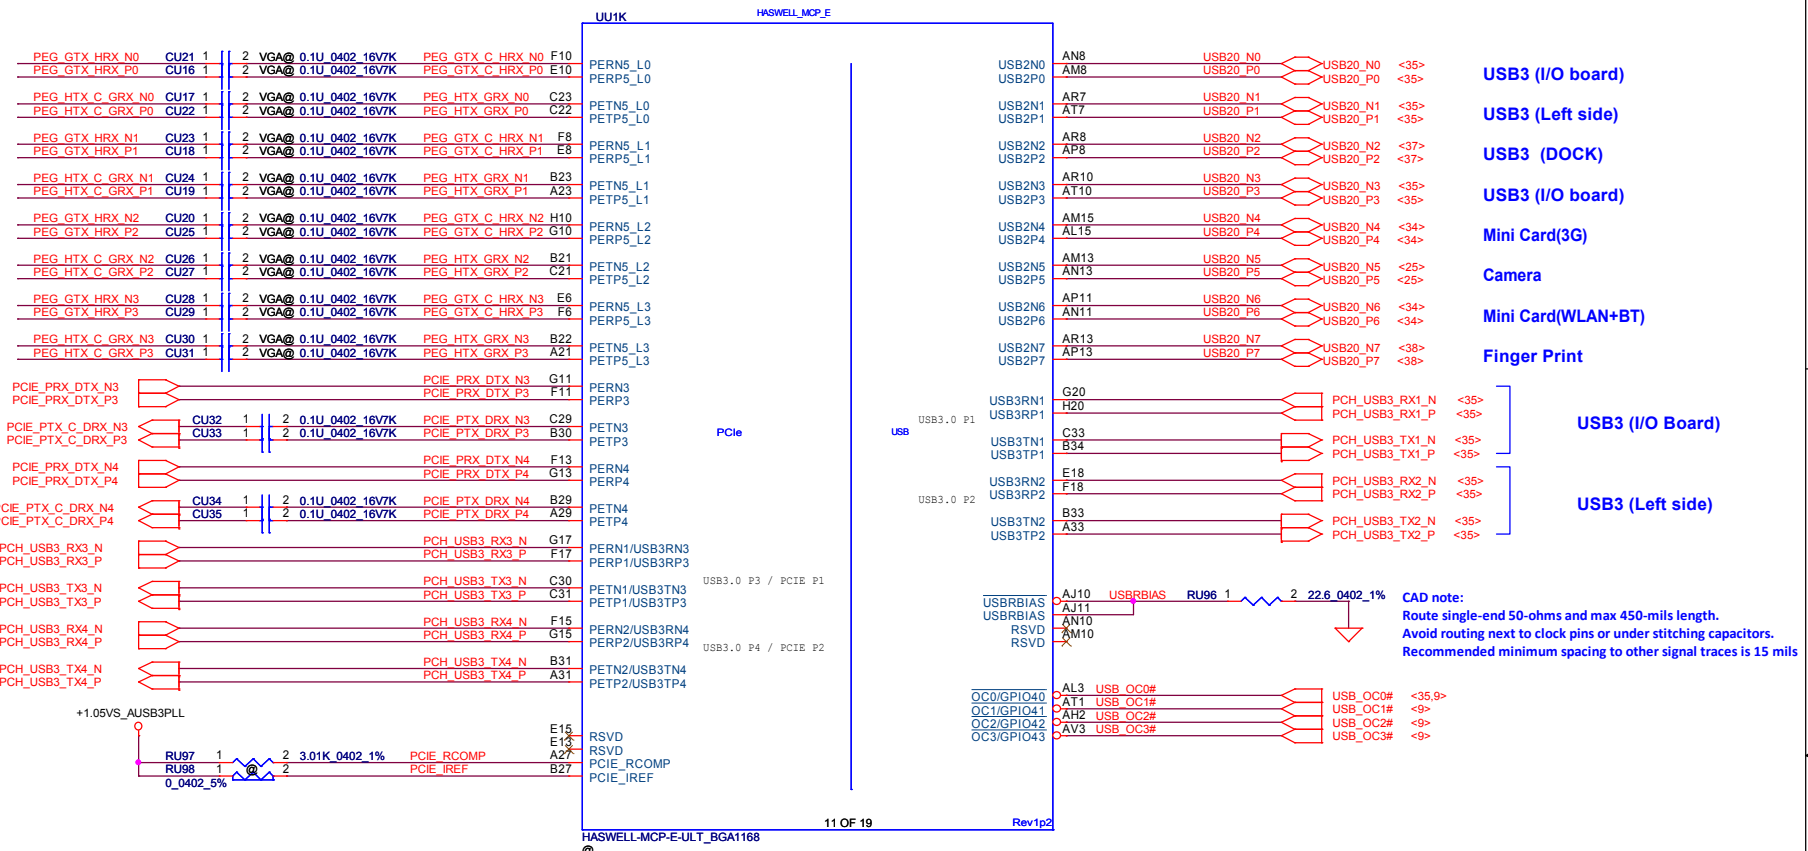 UU1K
HASWELL_MCP_E
PEG_GTX_HRX_N0 CU21 1 2 VGA@ 0.1U_0402_16V7K PEG_GTX_C_HRX_N0 F10 PERN5_L0
PEG_GTX_HRX_P0 CU16 1 2 VGA@ 0.1U_0402_16V7K PEG_GTX_C_HRX_P0 E10 PERP5_L0
PEG_HTX_C_GRX_N0 CU17 1 2 VGA@ 0.1U_0402_16V7K PEG_HTX_GRX_N0 C23 PETN5_L0
PEG_HTX_C_GRX_P0 CU22 1 2 VGA@ 0.1U_0402_16V7K PEG_HTX_GRX_P0 C22 PETP5_L0
PEG_GTX_HRX_N1 CU23 1 2 VGA@ 0.1U_0402_16V7K PEG_GTX_C_HRX_N1 F8 PERN5_L1
PEG_GTX_HRX_P1 CU18 1 2 VGA@ 0.1U_0402_16V7K PEG_GTX_C_HRX_P1 E8 PERP5_L1
PEG_HTX_C_GRX_N1 CU24 1 2 VGA@ 0.1U_0402_16V7K PEG_HTX_GRX_N1 B23 PETN5_L1
PEG_HTX_C_GRX_P1 CU19 1 2 VGA@ 0.1U_0402_16V7K PEG_HTX_GRX_P1 A23 PETP5_L1
PEG_GTX_HRX_N2 CU20 1 2 VGA@ 0.1U_0402_16V7K PEG_GTX_C_HRX_N2 H10 PERN5_L2
PEG_GTX_HRX_P2 CU25 1 2 VGA@ 0.1U_0402_16V7K PEG_GTX_C_HRX_P2 G10 PERP5_L2
PEG_HTX_C_GRX_N2 CU26 1 2 VGA@ 0.1U_0402_16V7K PEG_HTX_GRX_N2 B21 PETN5_L2
PEG_HTX_C_GRX_P2 CU27 1 2 VGA@ 0.1U_0402_16V7K PEG_HTX_GRX_P2 C21 PETP5_L2
PEG_GTX_HRX_N3 CU28 1 2 VGA@ 0.1U_0402_16V7K PEG_GTX_C_HRX_N3 E6 PERN5_L3
PEG_GTX_HRX_P3 CU29 1 2 VGA@ 0.1U_0402_16V7K PEG_GTX_C_HRX_P3 F6 PERP5_L3
PEG_HTX_C_GRX_N3 CU30 1 2 VGA@ 0.1U_0402_16V7K PEG_HTX_GRX_N3 B22 PETN5_L3
PEG_HTX_C_GRX_P3 CU31 1 2 VGA@ 0.1U_0402_16V7K PEG_HTX_GRX_P3 A21 PETP5_L3
PCIE_PRX_DTX_N3 PCIE_PRX_DTX_N3 G11 PERN3
PCIE_PRX_DTX_P3 PCIE_PRX_DTX_P3 F11 PERP3
PCIE_PTX_C_DRX_N3 CU32 1 2 0.1U_0402_16V7K PCIE_PTX_DRX_N3 C29 PETN3
PCIE_PTX_C_DRX_P3 CU33 1 2 0.1U_0402_16V7K PCIE_PTX_DRX_P3 B30 PETP3
PCIE_PRX_DTX_N4 PCIE_PRX_DTX_N4 F13 PERN4
PCIE_PRX_DTX_P4 PCIE_PRX_DTX_P4 G13 PERP4
CIE_PTX_C_DRX_N4 CU34 1 2 0.1U_0402_16V7K PCIE_PTX_DRX_N4 B29 PETN4
CIE_PTX_C_DRX_P4 CU35 1 2 0.1U_0402_16V7K PCIE_PTX_DRX_P4 A29 PETP4
PCH_USB3_RX3_N PCH_USB3_RX3_N G17 PERN1/USB3RN3
PCH_USB3_RX3_P PCH_USB3_RX3_P F17 PERP1/USB3RP3
USB3.0 P3 / PCIE P1
PCH_USB3_TX3_N PCH_USB3_TX3_N C30 PETN1/USB3TN3
PCH_USB3_TX3_P PCH_USB3_TX3_P C31 PETP1/USB3TP3
PCH_USB3_RX4_N PCH_USB3_RX4_N F15 PERN2/USB3RN4
PCH_USB3_RX4_P PCH_USB3_RX4_P G15 PERP2/USB3RP4
USB3.0 P4 / PCIE P2
PCH_USB3_TX4_N PCH_USB3_TX4_N B31 PETN2/USB3TN4
PCH_USB3_TX4_P PCH_USB3_TX4_P A31 PETP2/USB3TP4
+1.05VS_AUSB3PLL
E15 RSVD
E13 RSVD
RU97 1 2 3.01K_0402_1% PCIE_RCOMP A27 PCIE_RCOMP
RU98 1 @ 2 PCIE_IREF B27 PCIE_IREF
0_0402_5%
PCIe
USB
USB2N0 AN8 USB20_N0 USB20_N0 <35>
USB2P0 AM8 USB20_P0 USB20_P0 <35>
USB3 (I/O board)
USB2N1 AR7 USB20_N1 USB20_N1 <35>
USB2P1 AT7 USB20_P1 USB20_P1 <35>
USB3 (Left side)
USB2N2 AR8 USB20_N2 USB20_N2 <37>
USB2P2 AP8 USB20_P2 USB20_P2 <37>
USB3 (DOCK)
USB2N3 AR10 USB20_N3 USB20_N3 <35>
USB2P3 AT10 USB20_P3 USB20_P3 <35>
USB3 (I/O board)
USB2N4 AM15 USB20_N4 USB20_N4 <34>
USB2P4 AL15 USB20_P4 USB20_P4 <34>
Mini Card(3G)
USB2N5 AM13 USB20_N5 USB20_N5 <25>
USB2P5 AN13 USB20_P5 USB20_P5 <25>
Camera
USB2N6 AP11 USB20_N6 USB20_N6 <34>
USB2P6 AN11 USB20_P6 USB20_P6 <34>
Mini Card(WLAN+BT)
USB2N7 AR13 USB20_N7 USB20_N7 <38>
USB2P7 AP13 USB20_P7 USB20_P7 <38>
Finger Print
USB3RN1 G20 PCH_USB3_RX1_N <35>
USB3RP1 H20 PCH_USB3_RX1_P <35>
USB3.0 P1
USB3 (I/O Board)
USB3TN1 C33 PCH_USB3_TX1_N <35>
USB3TP1 B34 PCH_USB3_TX1_P <35>
USB3RN2 E18 PCH_USB3_RX2_N <35>
USB3RP2 F18 PCH_USB3_RX2_P <35>
USB3.0 P2
USB3 (Left side)
USB3TN2 B33 PCH_USB3_TX2_N <35>
USB3TP2 A33 PCH_USB3_TX2_P <35>
USBRBIAS AJ10 USBRBIAS RU96 1 2 22.6_0402_1%
USBRBIAS AJ11
RSVD AN10
RSVD AM10
CAD note:
Route single-end 50-ohms and max 450-mils length.
Avoid routing next to clock pins or under stitching capacitors.
Recommended minimum spacing to other signal traces is 15 mils
OC0/GPIO40 AL3 USB_OC0# USB_OC0# <35,9>
OC1/GPIO41 AT1 USB_OC1# USB_OC1# <9>
OC2/GPIO42 AH2 USB_OC2# USB_OC2# <9>
OC3/GPIO43 AV3 USB_OC3# USB_OC3# <9>
11 OF 19
Rev1p2
HASWELL-MCP-E-ULT_BGA1168
@